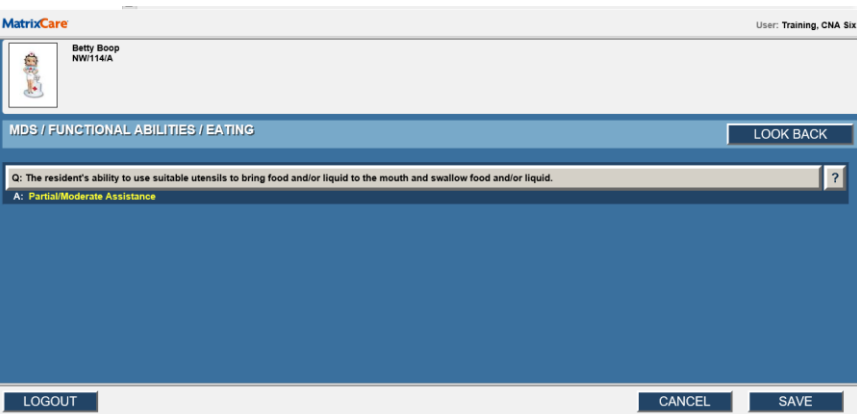 MatrixCare
User: Training, CNA Six
Betty Boop
NW/114/A
MDS / FUNCTIONAL ABILITIES / EATING
LOOK BACK
Q: The resident's ability to use suitable utensils to bring food and/or liquid to the mouth and swallow food and/or liquid.
?
A: Partial/Moderate Assistance
LOGOUT
CANCEL
SAVE